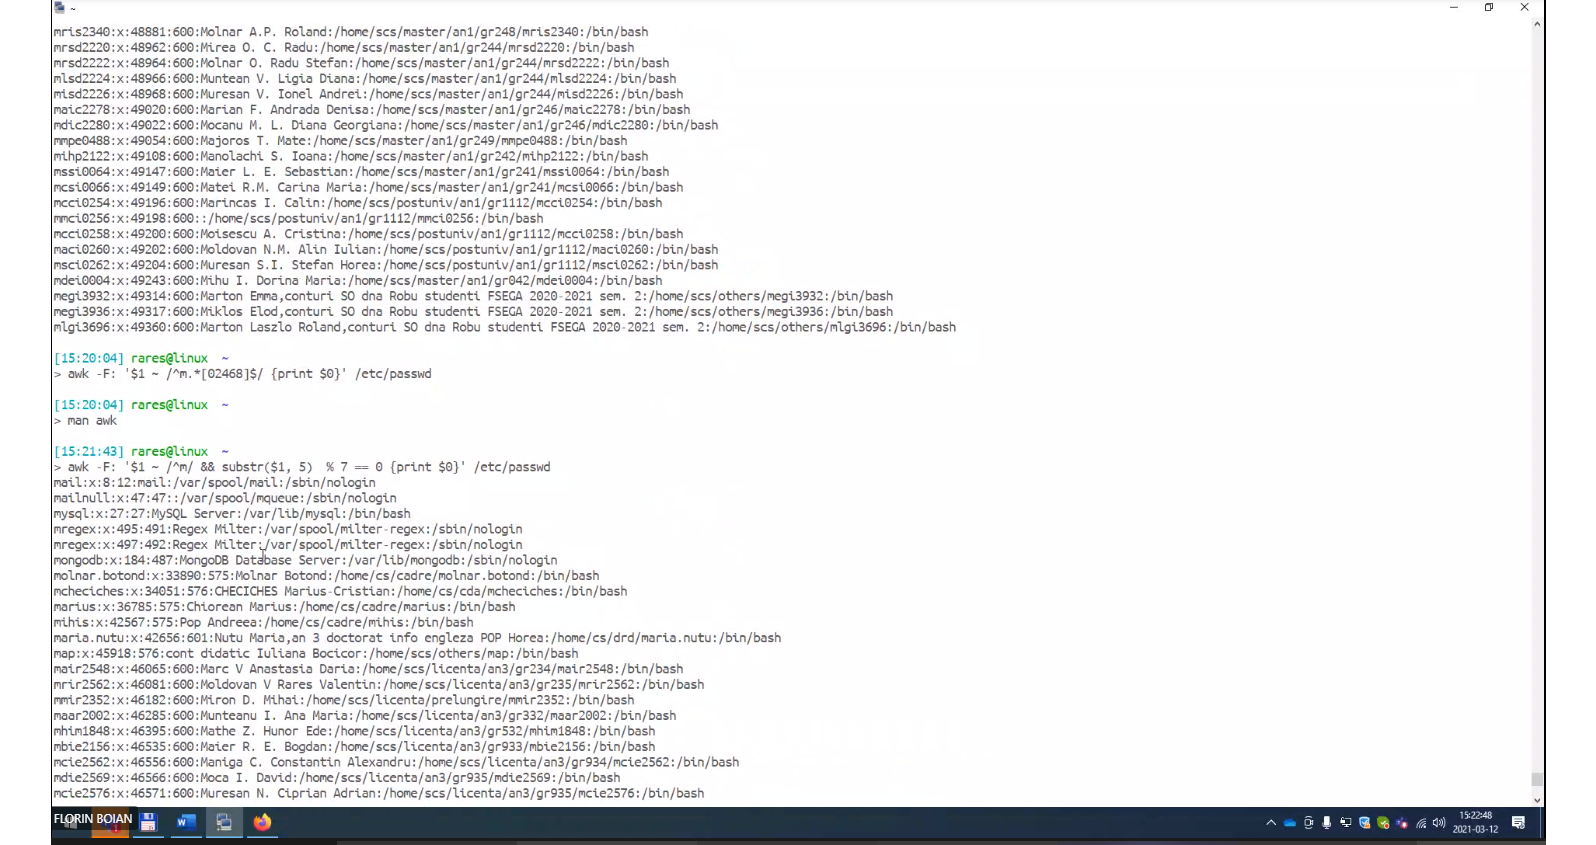 ~
mris2340:x:48881:600:Molnar A.P. Roland:/home/scs/master/an1/gr248/mris2340:/bin/bash
mrsd2220:x:48962:600:Mirea O. C. Radu:/home/scs/master/an1/gr244/mrsd2220:/bin/bash
mrsd2222:x:48964:600:Molnar O. Radu Stefan:/home/scs/master/an1/gr244/mrsd2222:/bin/bash
mlsd2224:x:48966:600:Muntean V. Ligia Diana:/home/scs/master/an1/gr244/mlsd2224:/bin/bash
misd2226:x:48968:600:Muresan V. Ionel Andrei:/home/scs/master/an1/gr244/misd2226:/bin/bash
maic2278:x:49020:600:Marian F. Andrada Denisa:/home/scs/master/an1/gr246/maic2278:/bin/bash
mdic2280:x:49022:600:Mocanu M. L. Diana Georgiana:/home/scs/master/an1/gr246/mdic2280:/bin/bash
mmpe0488:x:49054:600:Majoros T. Mate:/home/scs/master/an1/gr249/mmpe0488:/bin/bash
mihp2122:x:49108:600:Manolachi S. Ioana:/home/scs/master/an1/gr242/mihp2122:/bin/bash
mssi0064:x:49147:600:Maier L. E. Sebastian:/home/scs/master/an1/gr241/mssi0064:/bin/bash
mcsi0066:x:49149:600:Matei R.M. Carina Maria:/home/scs/master/an1/gr241/mcsi0066:/bin/bash
mcci0254:x:49196:600:Marincas I. Calin:/home/scs/postuniv/an1/gr1112/mcci0254:/bin/bash
mmci0256:x:49198:600::/home/scs/postuniv/an1/gr1112/mmci0256:/bin/bash
mcci0258:x:49200:600:Moisescu A. Cristina:/home/scs/postuniv/an1/gr1112/mcci0258:/bin/bash
maci0260:x:49202:600:Moldovan N.M. Alin Iulian:/home/scs/postuniv/an1/gr1112/maci0260:/bin/bash
msci0262:x:49204:600:Muresan S.I. Stefan Horea:/home/scs/postuniv/an1/gr1112/msci0262:/bin/bash
mdei0004:x:49243:600:Mihu I. Dorina Maria:/home/scs/master/an1/gr042/mdei0004:/bin/bash
megi3932:x:49314:600:Marton Emma,conturi SO dna Robu studenti FSEGA 2020-2021 sem. 2:/home/scs/others/megi3932:/bin/bash
megi3936:x:49317:600:Miklos Elod,conturi SO dna Robu studenti FSEGA 2020-2021 sem. 2:/home/scs/others/megi3936:/bin/bash
mlgi3696:x:49360:600:Marton Laszlo Roland,conturi SO dna Robu studenti FSEGA 2020-2021 sem. 2:/home/scs/others/mlgi3696:/bin/bash
[15:20:04] rares@linux ~
> awk -F: '$1 ~ /^m.*[02468]$/ {print $0}' /etc/passwd
[15:20:04] rares@linux ~
> man awk
[15:21:43] rares@linux ~
> awk -F: '$1 ~ /^m/ && substr($1, 5)  % 7 == 0 {print $0}' /etc/passwd
mail:x:8:12:mail:/var/spool/mail:/sbin/nologin
mailnull:x:47:47::/var/spool/mqueue:/sbin/nologin
mysql:x:27:27:MySQL Server:/var/lib/mysql:/bin/bash
mregex:x:495:491:Regex Milter:/var/spool/milter-regex:/sbin/nologin
mregex:x:497:492:Regex Milter:/var/spool/milter-regex:/sbin/nologin
mongodb:x:184:487:MongoDB Database Server:/var/lib/mongodb:/sbin/nologin
molnar.botond:x:33890:575:Molnar Botond:/home/cs/cadre/molnar.botond:/bin/bash
mcheciches:x:34051:576:CHECICHES Marius-Cristian:/home/cs/cda/mcheciches:/bin/bash
marius:x:36785:575:Chiorean Marius:/home/cs/cadre/marius:/bin/bash
mihis:x:42567:575:Pop Andreea:/home/cs/cadre/mihis:/bin/bash
maria.nutu:x:42656:601:Nutu Maria,an 3 doctorat info engleza POP Horea:/home/cs/drd/maria.nutu:/bin/bash
map:x:45918:576:cont didatic Iuliana Bocicor:/home/scs/others/map:/bin/bash
mair2548:x:46065:600:Marc V Anastasia Daria:/home/scs/licenta/an3/gr234/mair2548:/bin/bash
mrir2562:x:46081:600:Moldovan V Rares Valentin:/home/scs/licenta/an3/gr235/mrir2562:/bin/bash
mmir2352:x:46182:600:Miron D. Mihai:/home/scs/licenta/prelungire/mmir2352:/bin/bash
maar2002:x:46285:600:Munteanu I. Ana Maria:/home/scs/licenta/an3/gr332/maar2002:/bin/bash
mhim1848:x:46395:600:Mathe Z. Hunor Ede:/home/scs/licenta/an3/gr532/mhim1848:/bin/bash
mbie2156:x:46535:600:Maier R. E. Bogdan:/home/scs/licenta/an3/gr933/mbie2156:/bin/bash
mcie2562:x:46556:600:Maniga C. Constantin Alexandru:/home/scs/licenta/an3/gr934/mcie2562:/bin/bash
mdie2569:x:46566:600:Moca I. David:/home/scs/licenta/an3/gr935/mdie2569:/bin/bash
mcie2576:x:46571:600:Muresan N. Ciprian Adrian:/home/scs/licenta/an3/gr935/mcie2576:/bin/bash
FLORIN BOIAN
15:22:48
2021-03-12